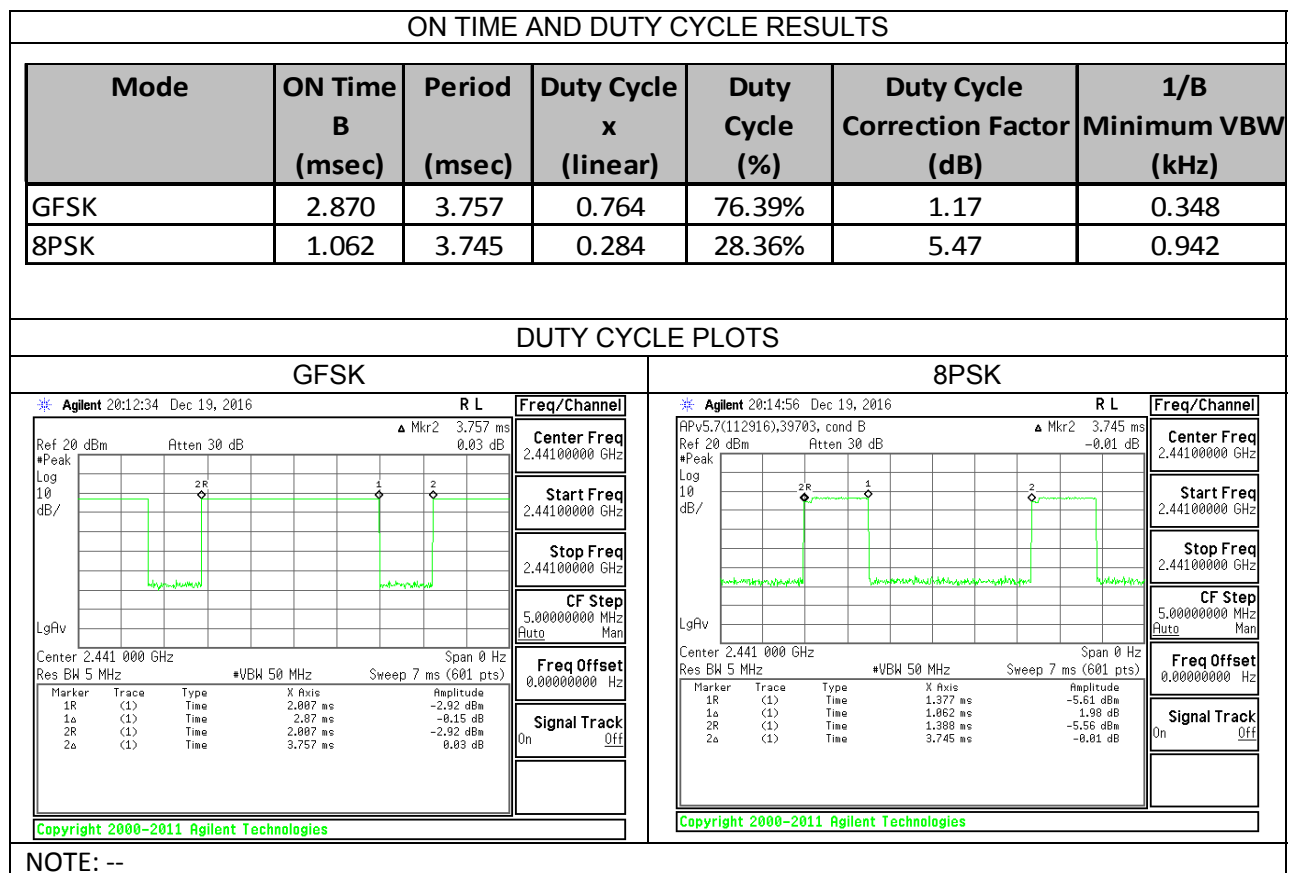 ON TIME AND DUTY CYCLE RESULTS
Mode ON Time Period Duty Cycle Duty Duty Cycle 1/B
B x Cycle Correction Factor Minimum VBW
(msec) (msec) (linear) (%) (dB) (kHz)
GFSK 2.870 3.757 0.764 76.39% 1.17 0.348
8PSK 1.062 3.745 0.284 28.36% 5.47 0.942
DUTY CYCLE PLOTS
GFSK
Agilent 20:12:34 Dec 19, 2016 R L
Δ Mkr2 3.757 ms
Ref 20 dBm Atten 30 dB 0.03 dB
#Peak
Log
10
dB/
2R 1 2
LgAv
Center 2.441 000 GHz Span 0 Hz
Res BW 5 MHz #VBW 50 MHz Sweep 7 ms (601 pts)
Marker Trace Type X Axis Amplitude
1R (1) Time 2.007 ms -2.92 dBm
1Δ (1) Time 2.87 ms -0.15 dB
2R (1) Time 2.007 ms -2.92 dBm
2Δ (1) Time 3.757 ms 0.03 dB
Copyright 2000-2011 Agilent Technologies
Freq/Channel
Center Freq
2.44100000 GHz
Start Freq
2.44100000 GHz
Stop Freq
2.44100000 GHz
CF Step
5.00000000 MHz
Auto Man
Freq Offset
0.00000000 Hz
Signal Track
On Off
8PSK
Agilent 20:14:56 Dec 19, 2016 R L
APv5.7(112916),39703, cond B Δ Mkr2 3.745 ms
Ref 20 dBm Atten 30 dB -0.01 dB
#Peak
Log
10
dB/
2R 1 2
LgAv
Center 2.441 000 GHz Span 0 Hz
Res BW 5 MHz #VBW 50 MHz Sweep 7 ms (601 pts)
Marker Trace Type X Axis Amplitude
1R (1) Time 1.377 ms -5.61 dBm
1Δ (1) Time 1.062 ms 1.98 dB
2R (1) Time 1.388 ms -5.56 dBm
2Δ (1) Time 3.745 ms -0.01 dB
Copyright 2000-2011 Agilent Technologies
Freq/Channel
Center Freq
2.44100000 GHz
Start Freq
2.44100000 GHz
Stop Freq
2.44100000 GHz
CF Step
5.00000000 MHz
Auto Man
Freq Offset
0.00000000 Hz
Signal Track
On Off
NOTE: --